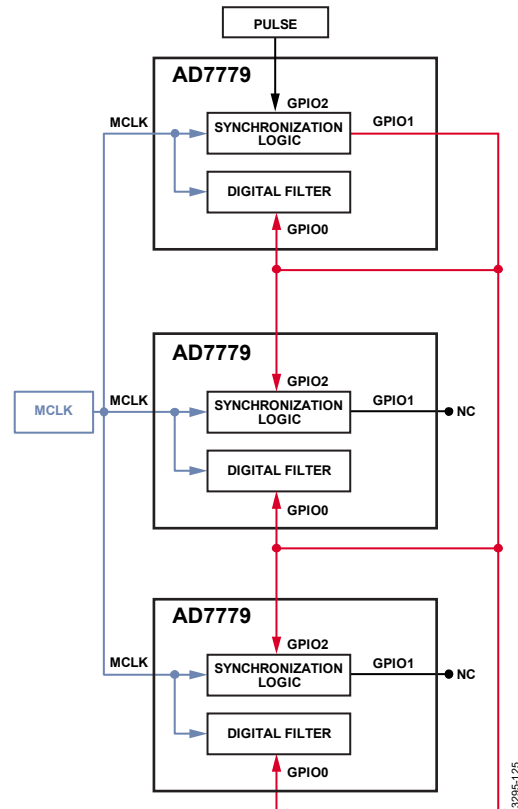 PULSE
AD7779
GPIO2
MCLK
SYNCHRONIZATION
LOGIC
GPIO1
DIGITAL FILTER
GPIO0
AD7779
GPIO2
MCLK
MCLK
SYNCHRONIZATION
LOGIC
GPIO1
NC
DIGITAL FILTER
GPIO0
AD7779
GPIO2
MCLK
SYNCHRONIZATION
LOGIC
GPIO1
NC
DIGITAL FILTER
GPIO0